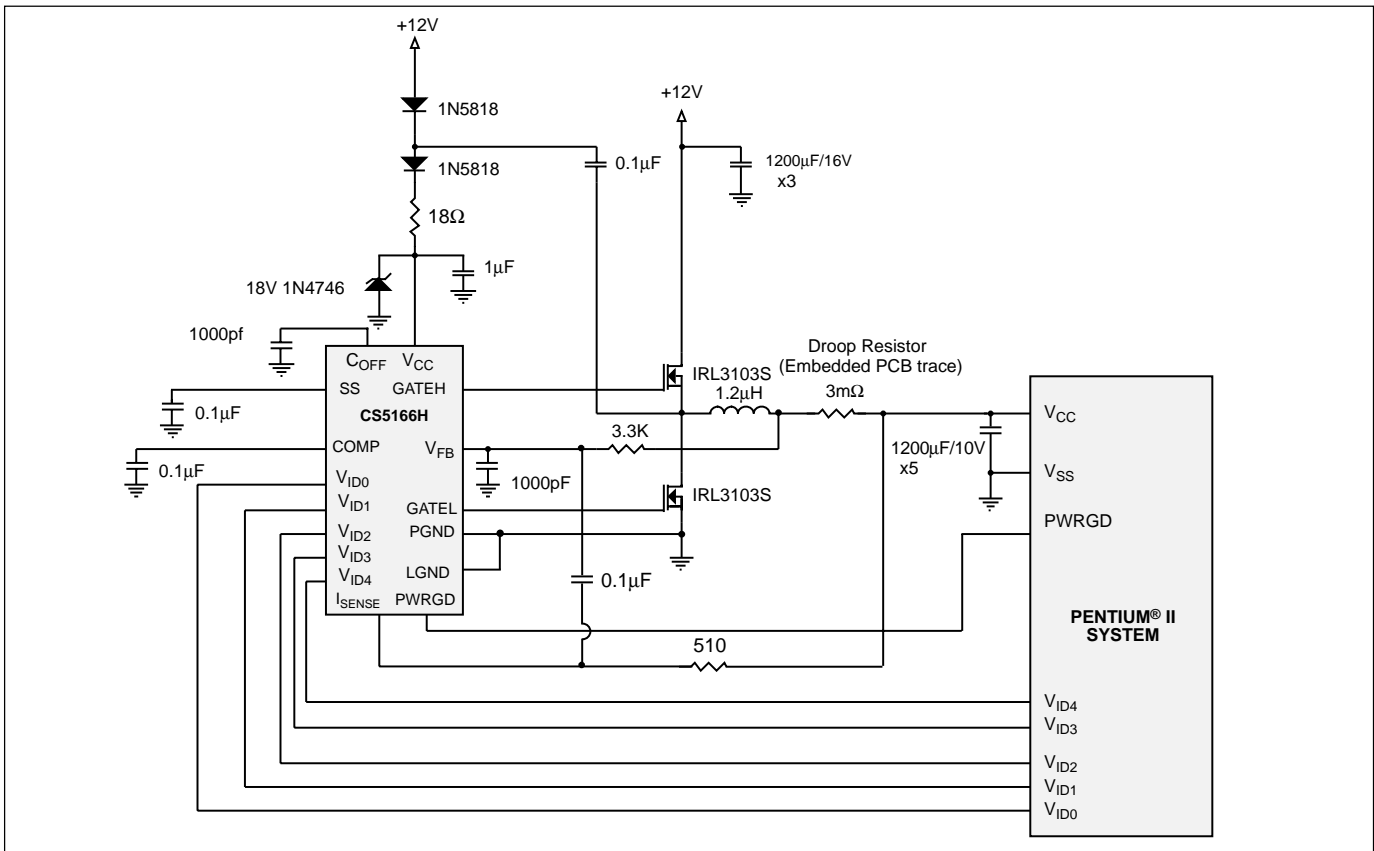 +12V
1N5818
+12V
1N5818
0.1μF
1200μF/16V
x3
18Ω
1μF
18V 1N4746
1000pf
COFF VCC
SS GATEH
CS5166H
0.1μF
IRL3103S
1.2μH
Droop Resistor
(Embedded PCB trace)
3mΩ
COMP VFB
3.3K
0.1μF
1000pF
VCC
1200μF/10V
x5
VSS
VID0
VID1 GATEL
IRL3103S
VID2 PGND
VID3
VID4 LGND
ISENSE PWRGD
0.1μF
PWRGD
510
PENTIUM® II
SYSTEM
VID4
VID3
VID2
VID1
VID0